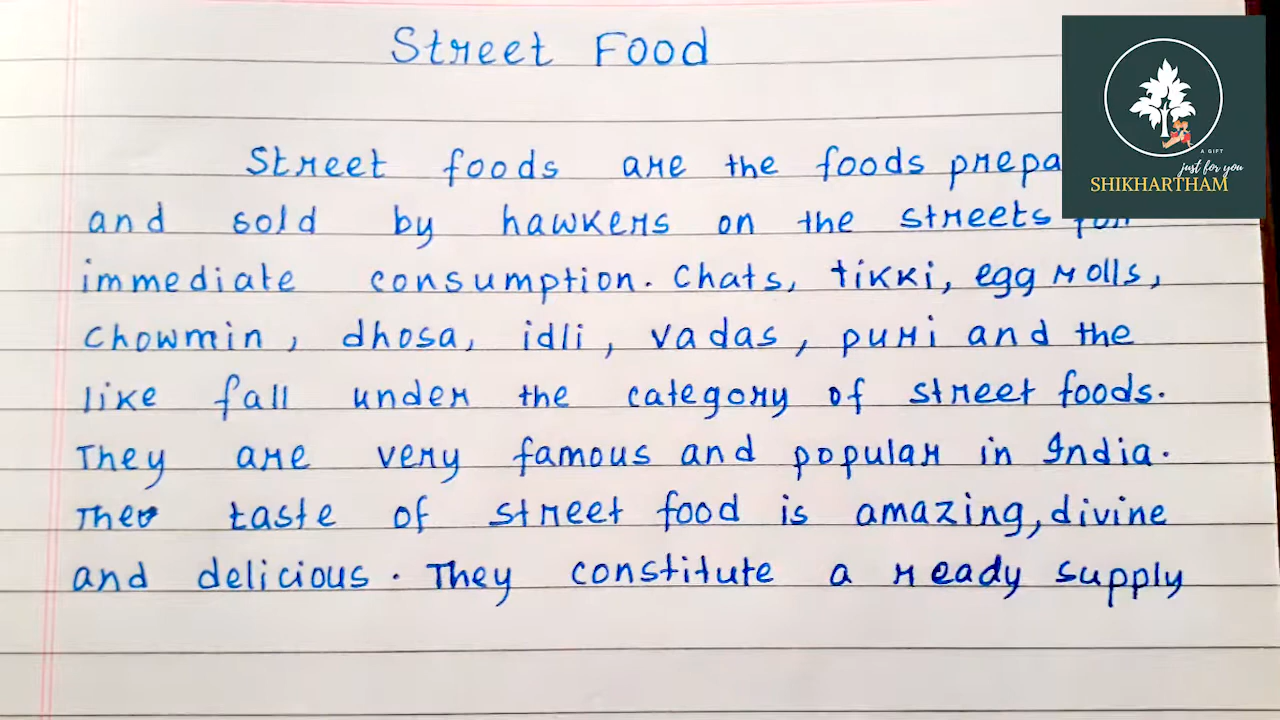 Street Food
A GIFT
just for you
SHIKHARTHAM
Street foods are the foods prepa
and sold by hawkers on the streets for
immediate consumption. Chats, tikki, egg rolls,
chowmin, dhosa, idli, vadas, puri and the
like fall under the category of street foods.
They are very famous and popular in India.
The taste of street food is amazing, divine
and delicious. They constitute a ready supply